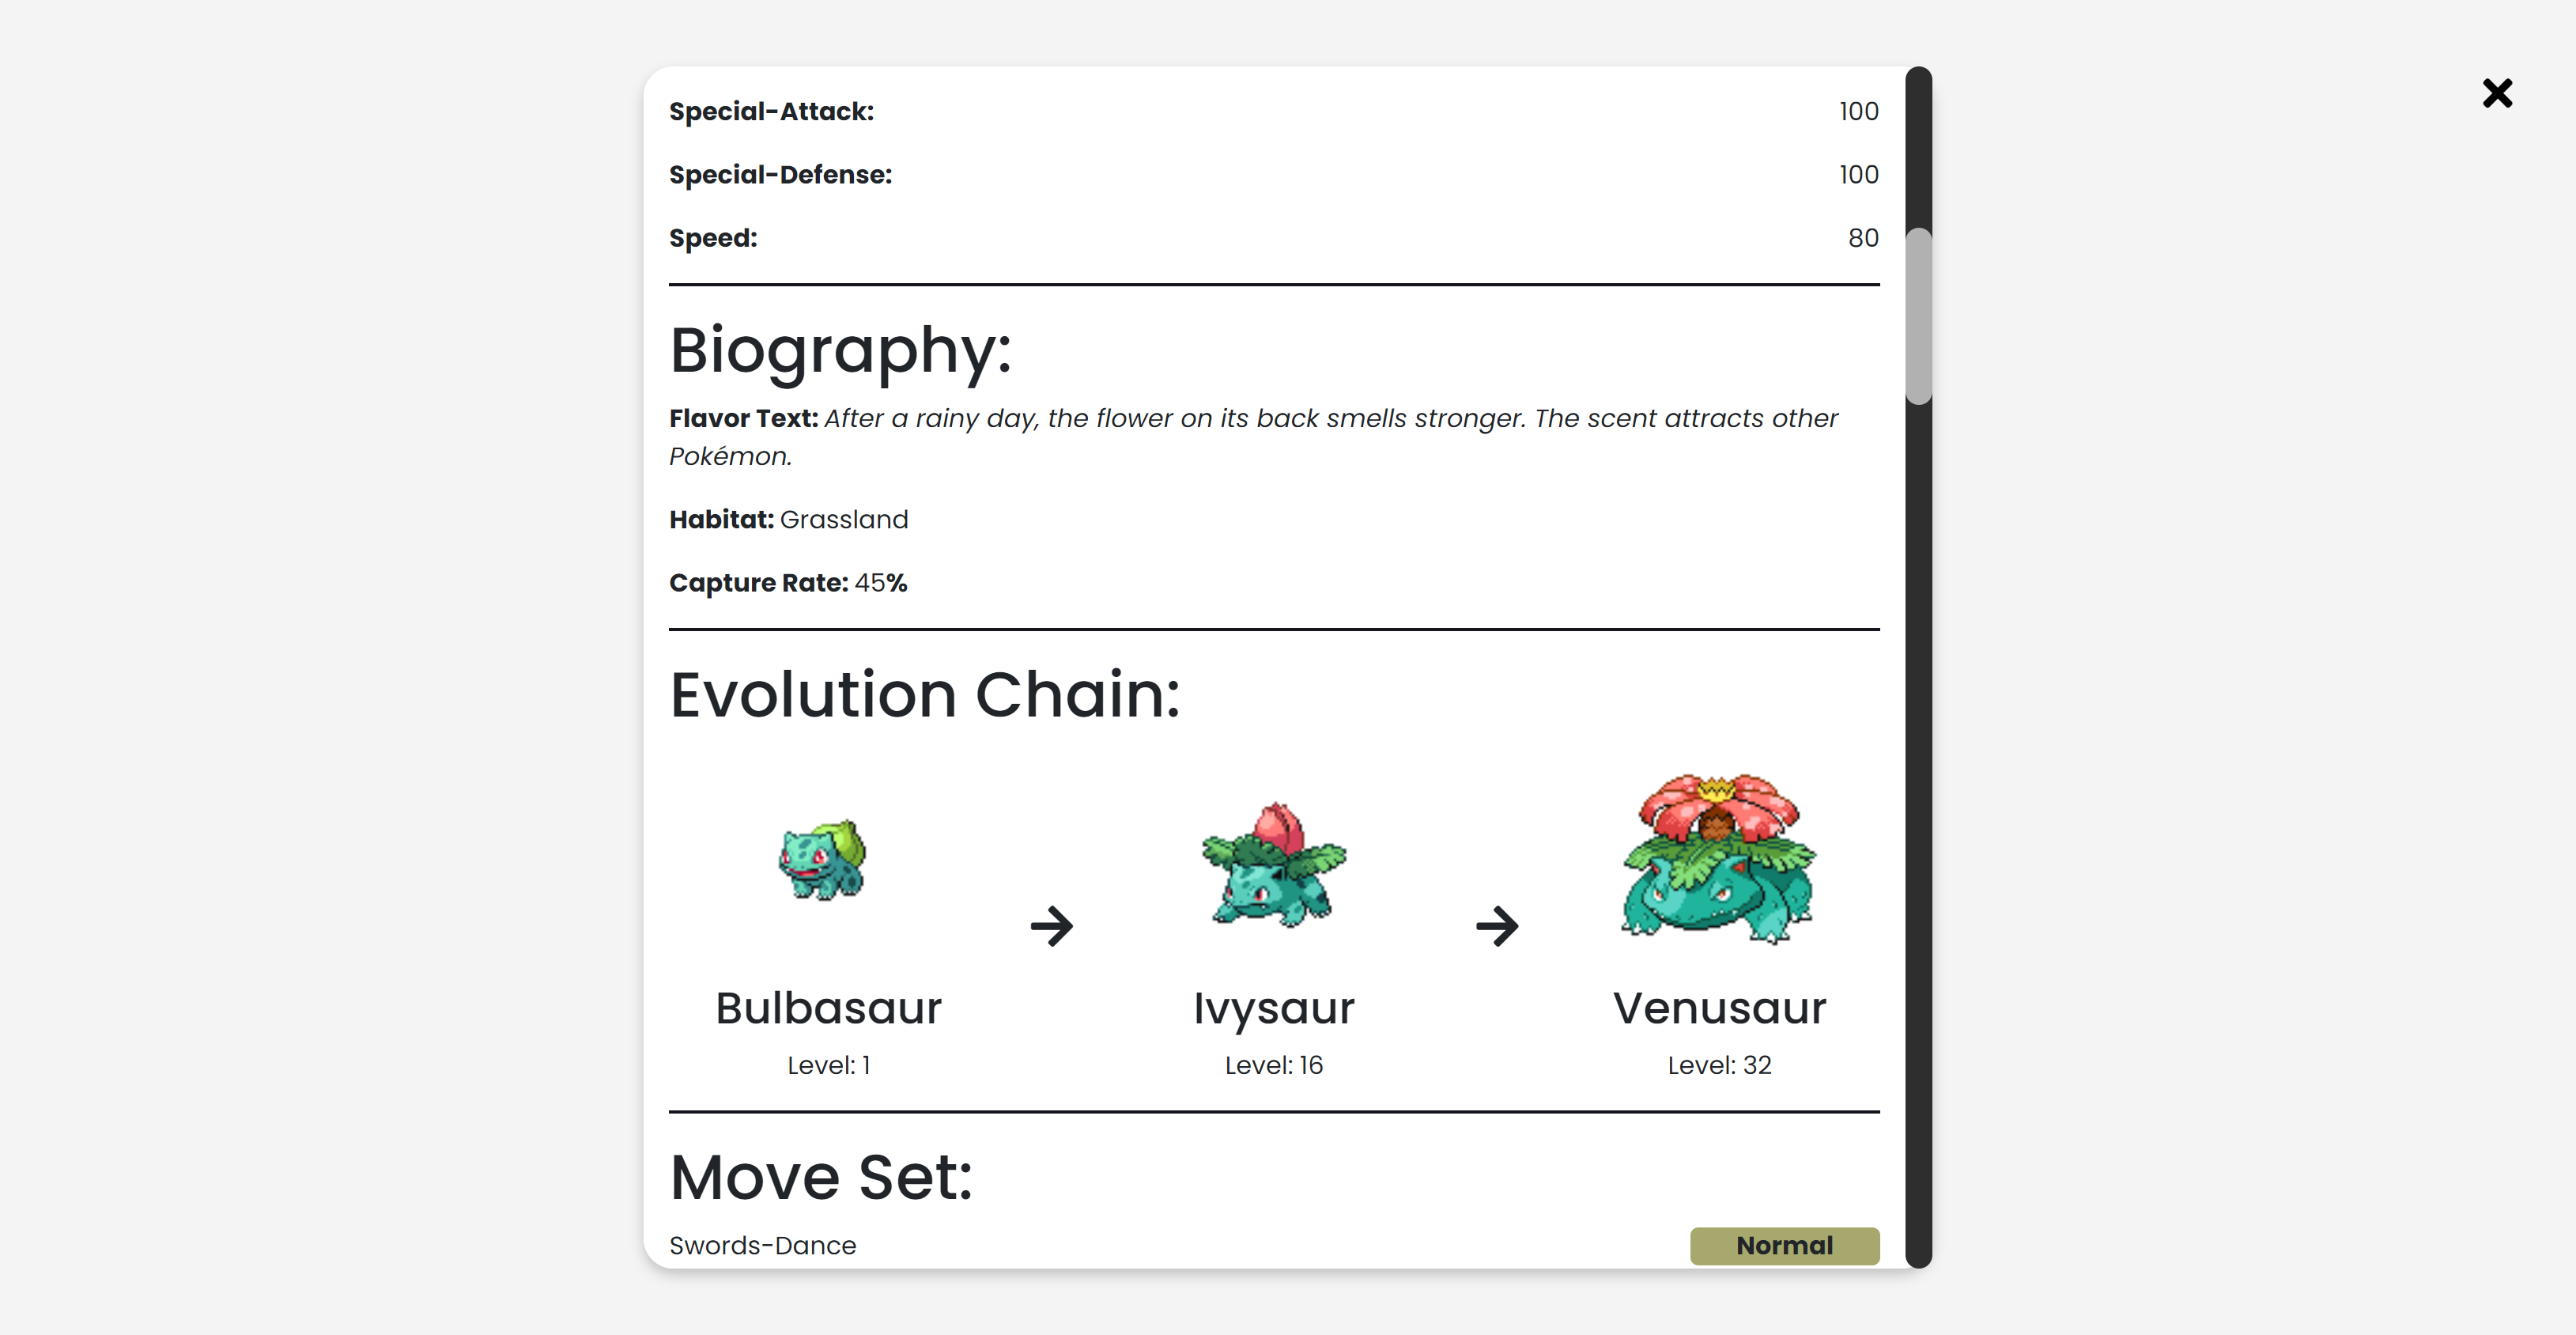 Special-Attack: 100
Special-Defense: 100
Speed: 80
Biography:
Flavor Text: After a rainy day, the flower on its back smells stronger. The scent attracts other
Pokémon.
Habitat: Grassland
Capture Rate: 45%
Evolution Chain:
Bulbasaur Ivysaur Venusaur
Level: 1 Level: 16 Level: 32
Move Set:
Swords-Dance Normal